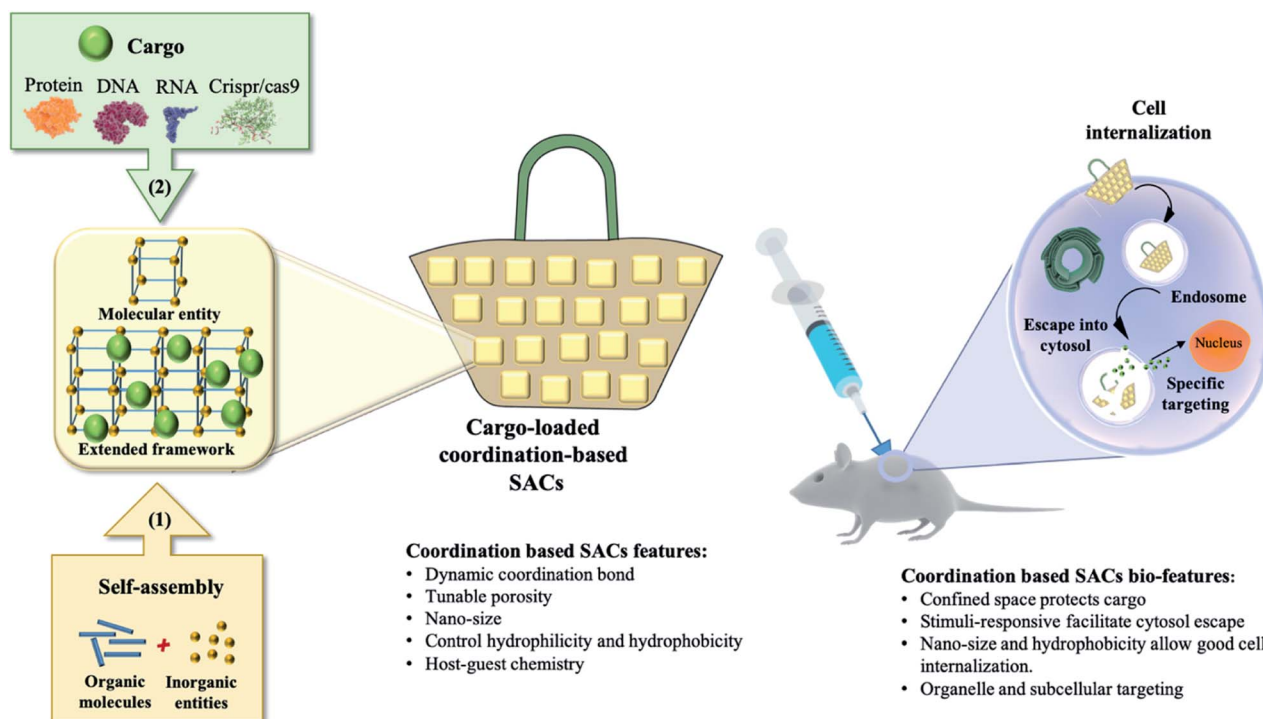 Cargo
Protein DNA RNA Crispr/cas9
(2)
Molecular entity
Extended framework
(1)
Self-assembly
+
Organic
molecules
Inorganic
entities
Cargo-loaded
coordination-based
SACs
Coordination based SACs features:
• Dynamic coordination bond
• Tunable porosity
• Nano-size
• Control hydrophilicity and hydrophobicity
• Host-guest chemistry
Cell
internalization
Endosome
Escape into
cytosol
Nucleus
Specific
targeting
Coordination based SACs bio-features:
• Confined space protects cargo
• Stimuli-responsive facilitate cytosol escape
• Nano-size and hydrophobicity allow good cell
internalization.
• Organelle and subcellular targeting